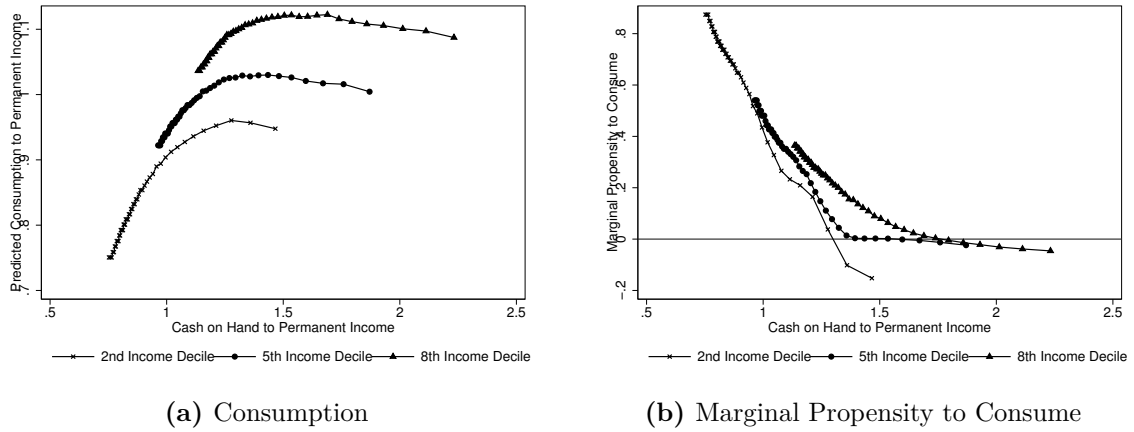 Predicted Consumption to Permanent Income
.7 .8 .9 1 1.1
.5 1 1.5 2 2.5
Cash on Hand to Permanent Income
2nd Income Decile 5th Income Decile 8th Income Decile
(a) Consumption
Marginal Propensity to Consume
-.2 0 .2 .4 .6 .8
.5 1 1.5 2 2.5
Cash on Hand to Permanent Income
2nd Income Decile 5th Income Decile 8th Income Decile
(b) Marginal Propensity to Consume